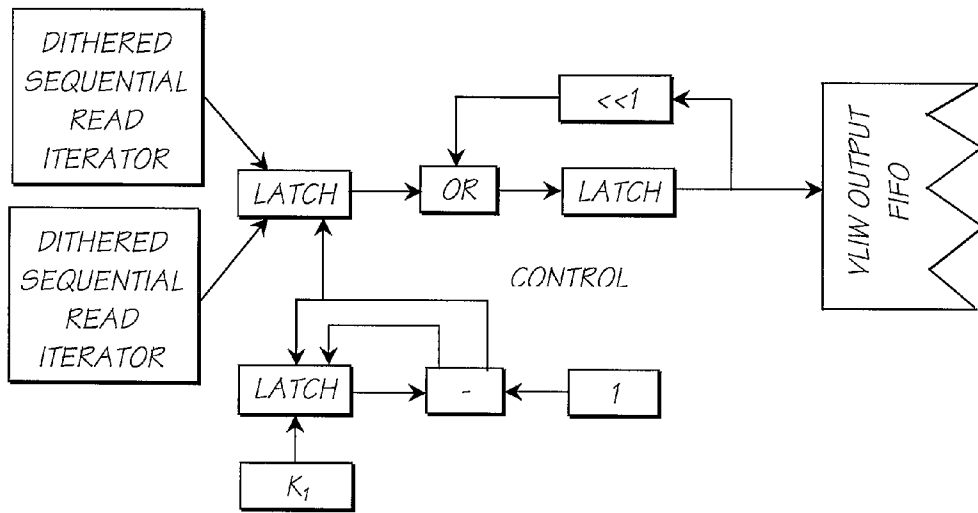 DITHERED
SEQUENTIAL
READ
ITERATOR
DITHERED
SEQUENTIAL
READ
ITERATOR
LATCH
OR
LATCH
<<1
VLIW OUTPUT
FIFO
CONTROL
LATCH
-
1
K₁